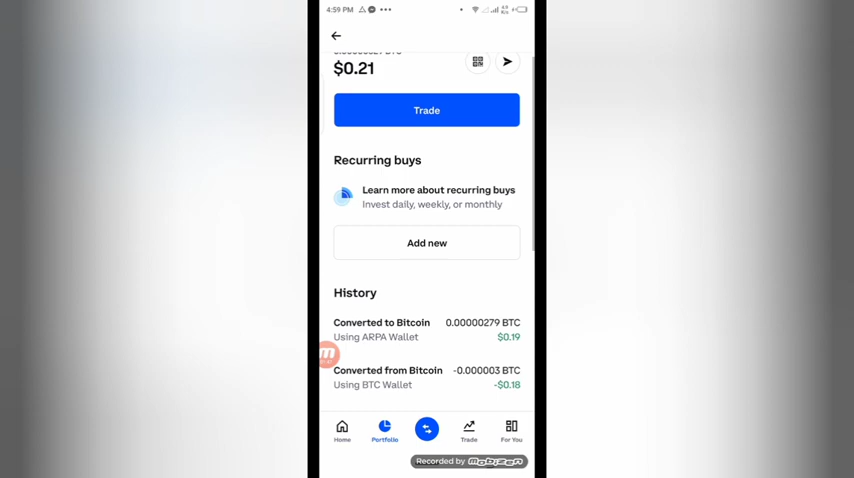 4:59 PM
$0.21
Trade
Recurring buys
Learn more about recurring buys
Invest daily, weekly, or monthly
Add new
History
Converted to Bitcoin 0.00000279 BTC
Using ARPA Wallet $0.19
Converted from Bitcoin -0.000003 BTC
Using BTC Wallet -$0.18
Home Portfolio Trade For You
Recorded by mobizen